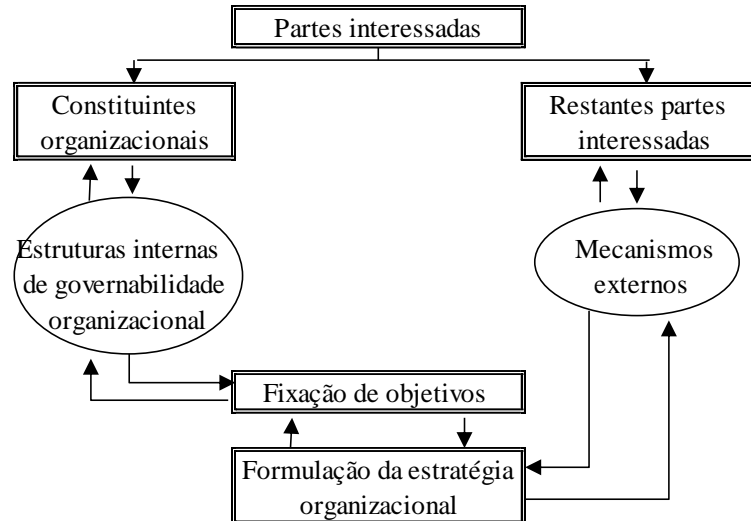 Partes interessadas
Constituintes
organizacionais
Restantes partes
interessadas
Estruturas internas
de governabilidade
organizacional
Mecanismos
externos
Fixação de objetivos
Formulação da estratégia
organizacional